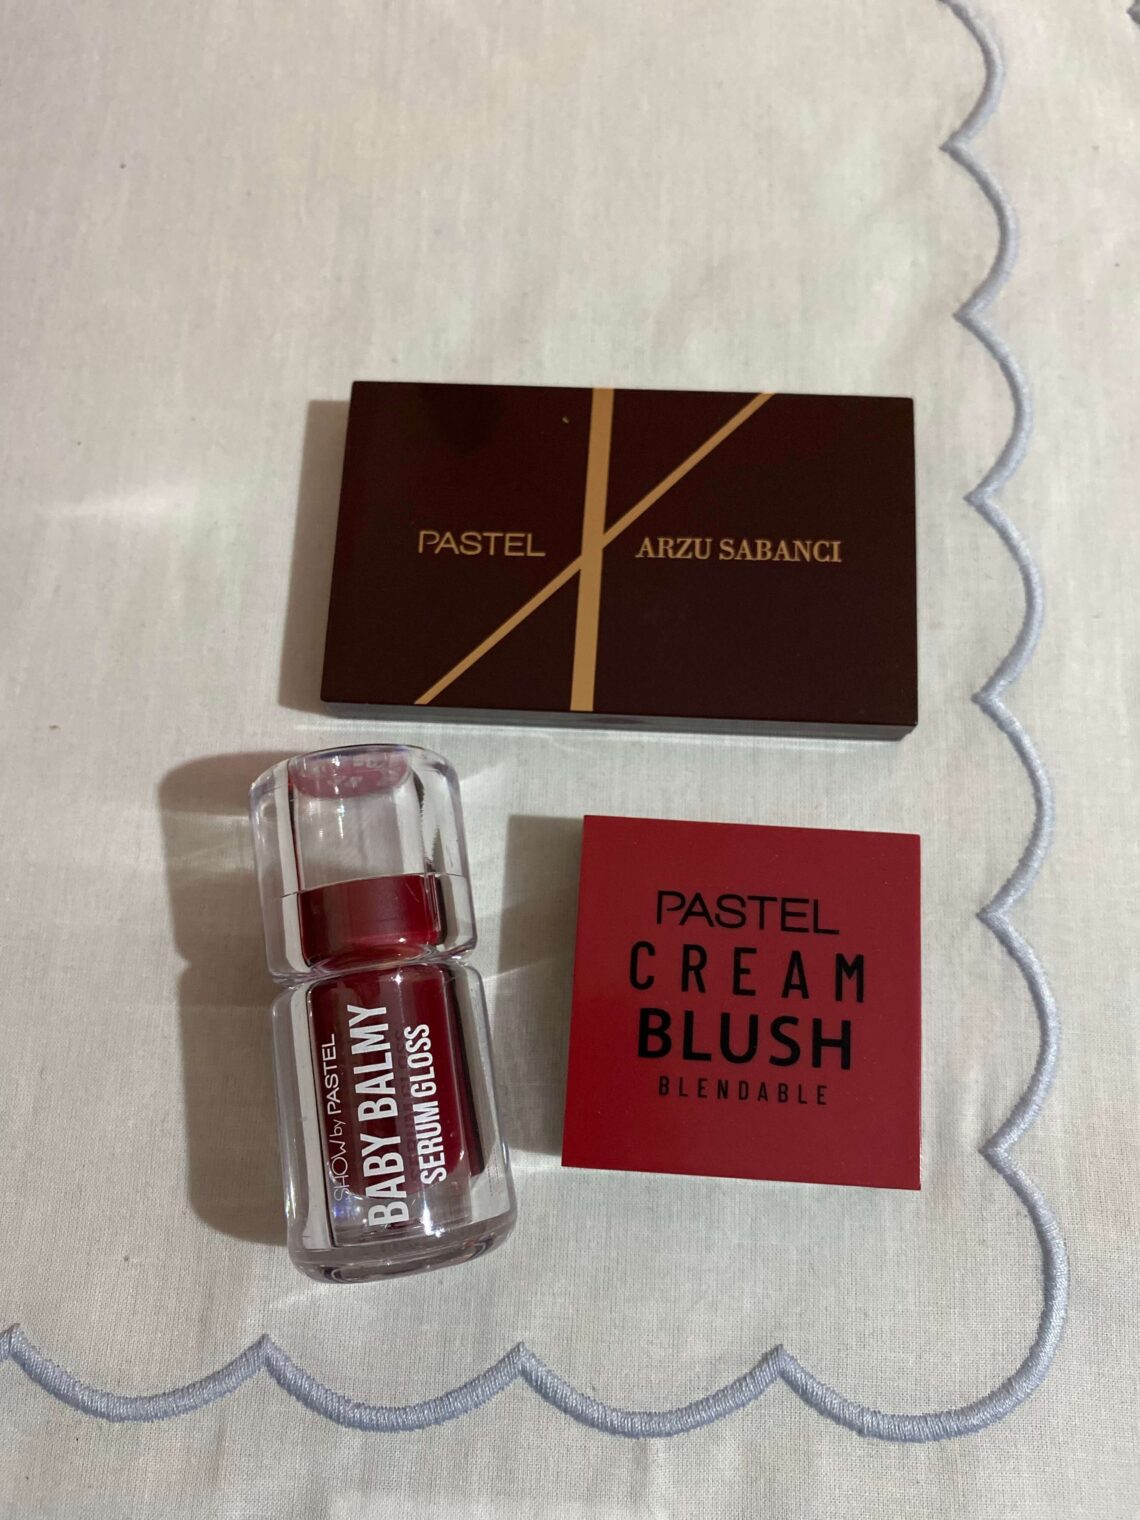 PASTEL
ARZU SABANCI
SHOW by PASTEL
BABY BALMY
SERUM GLOSS
PASTEL
CREAM
BLUSH
BLENDABLE